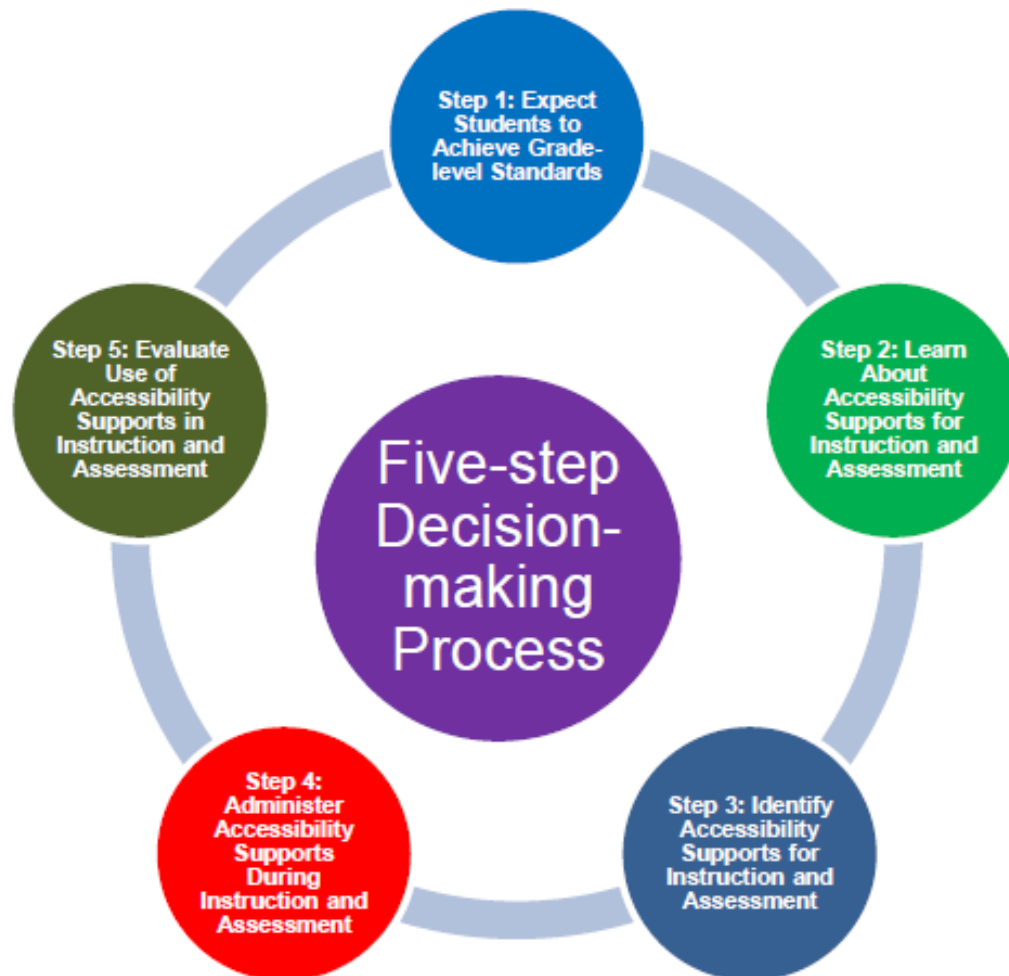 Step 1: Expect
Students to
Achieve Grade-
level Standards
Step 2: Learn
About
Accessibility
Supports for
Instruction and
Assessment
Step 3: Identify
Accessibility
Supports for
Instruction and
Assessment
Step 4:
Administer
Accessibility
Supports
During
Instruction and
Assessment
Step 5: Evaluate
Use of
Accessibility
Supports in
Instruction and
Assessment
Five-step
Decision-
making
Process